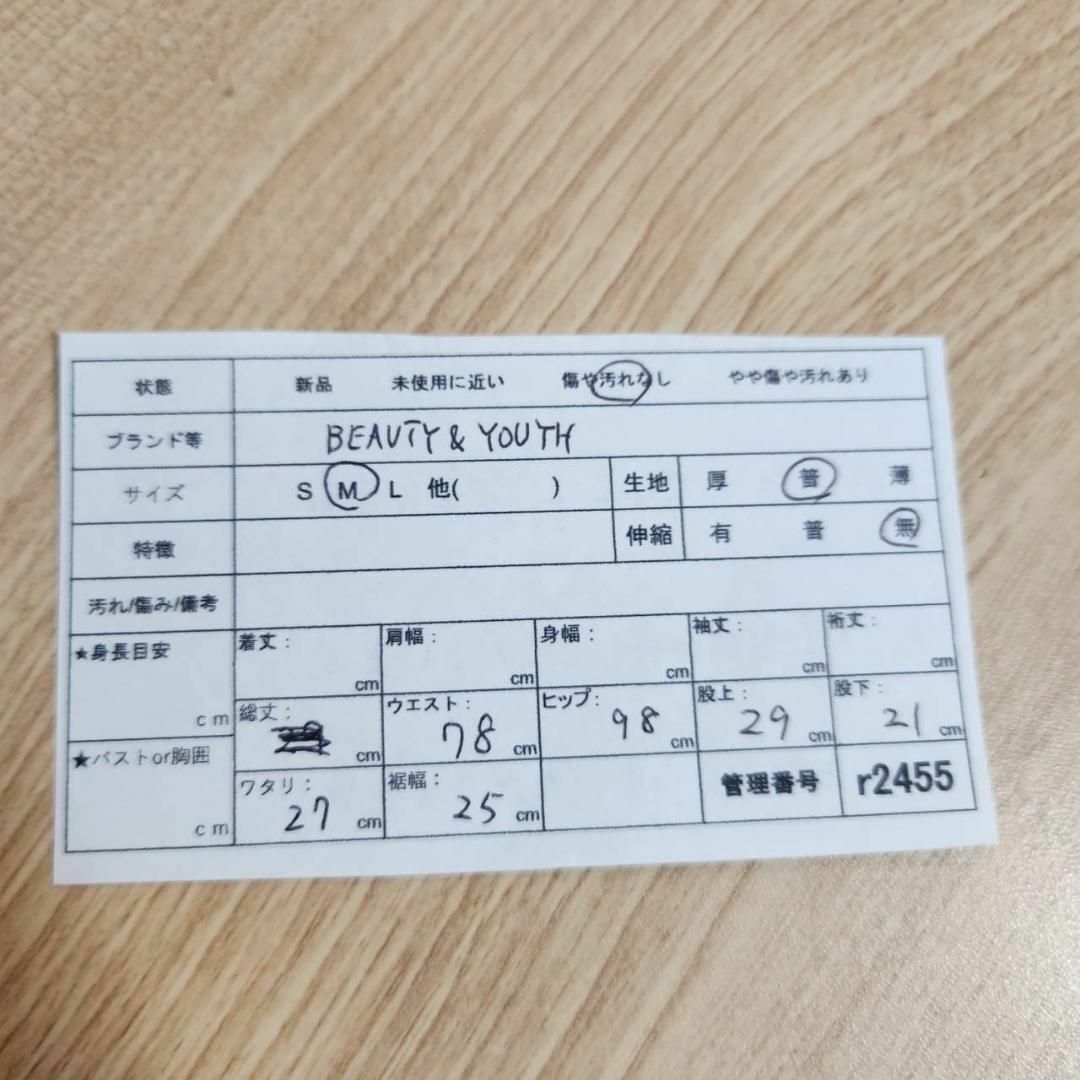 状態 新品 未使用に近い 傷や汚れなし やや傷や汚れあり
ブランド等 BEAUTY & YOUTH
サイズ S M L 他( ) 生地 厚 普 薄
特徴 伸縮 有 普 無
汚れ/傷み/備考
★身長目安 cm 着丈: cm 肩幅: cm 身幅: cm 袖丈: cm 裄丈: cm
総丈: cm ウエスト: 78 cm ヒップ: 98 cm 股上: 29 cm 股下: 21 cm
★バストor胸囲 cm ワタリ: 27 cm 裾幅: 25 cm 管理番号 r2455